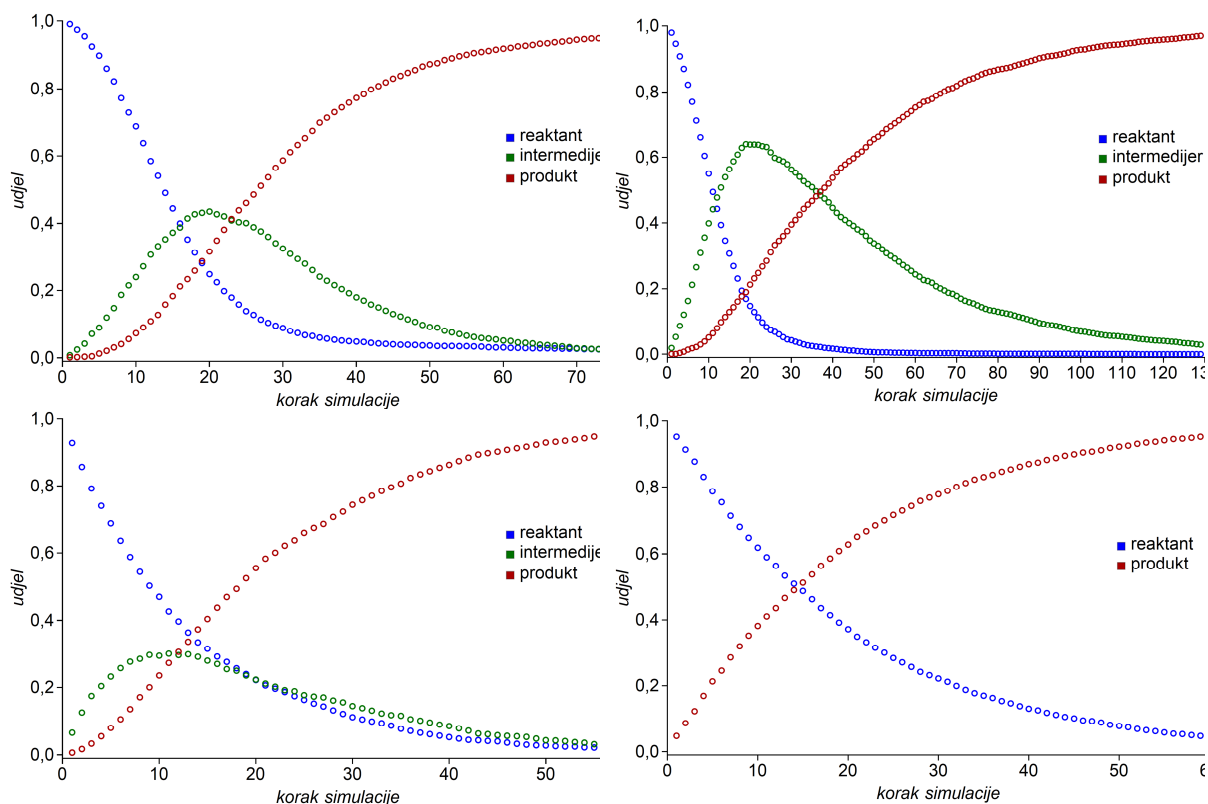 1,0
0,8
0,6
0,4
0,2
0,0
udjel
reaktant
intermedije
produkt
0 10 20 30 40 50 60 70
korak simulacije
1,0
0,8
0,6
0,4
0,2
0,0
udjel
reaktant
intermedijer
produkt
0 10 20 30 40 50 60 70 80 90 100 110 120 13
korak simulacije
1,0
0,8
0,6
0,4
0,2
0,0
udjel
reaktant
intermedije
produkt
0 10 20 30 40 50
korak simulacije
1,0
0,8
0,6
0,4
0,2
0,0
udjel
reaktant
produkt
0 10 20 30 40 50 6
korak simulacije